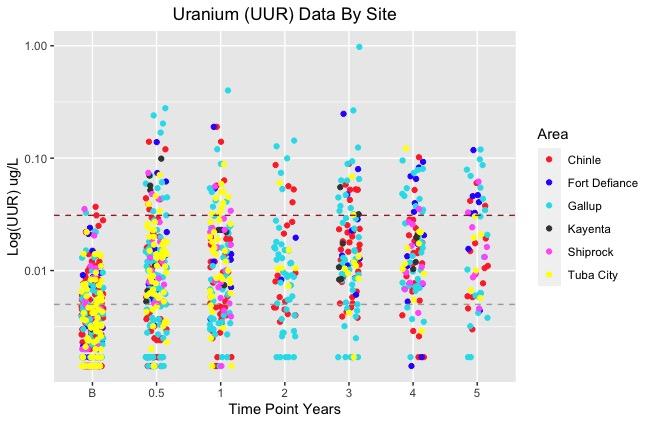 Uranium (UUR) Data By Site
Log(UUR) ug/L
1.00
0.10
0.01
B 0.5 1 2 3 4 5
Time Point Years
Area
Chinle
Fort Defiance
Gallup
Kayenta
Shiprock
Tuba City